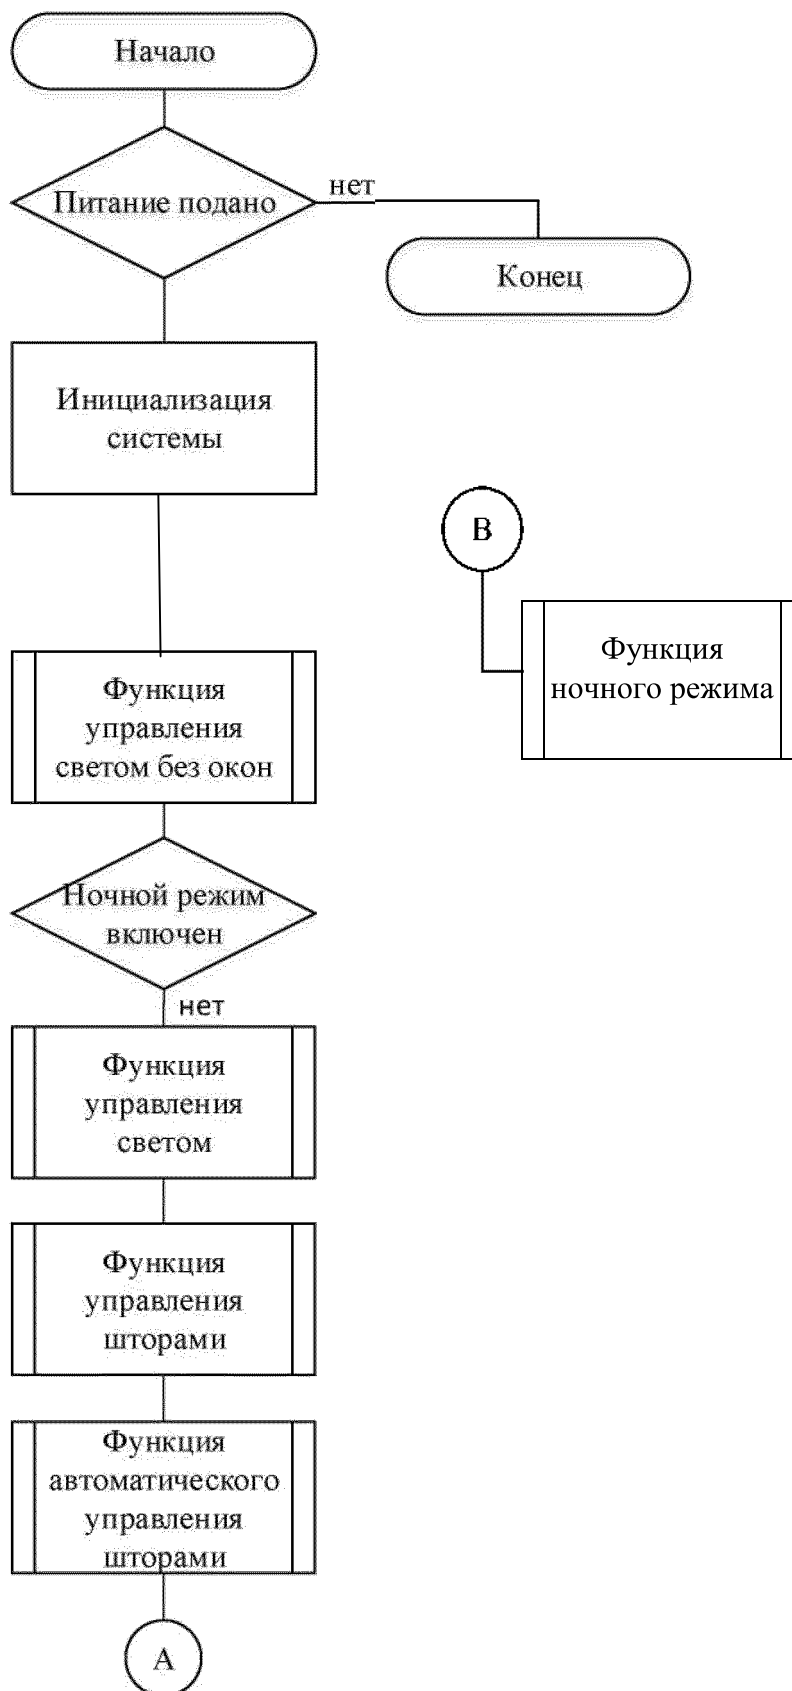 Начало
Питание подано
нет
Конец
Инициализация
системы
В
Функция
ночного режима
Функция
управления
светом без окон
Ночной режим
включен
нет
Функция
управления
светом
Функция
управления
шторами
Функция
автоматического
управления
шторами
А